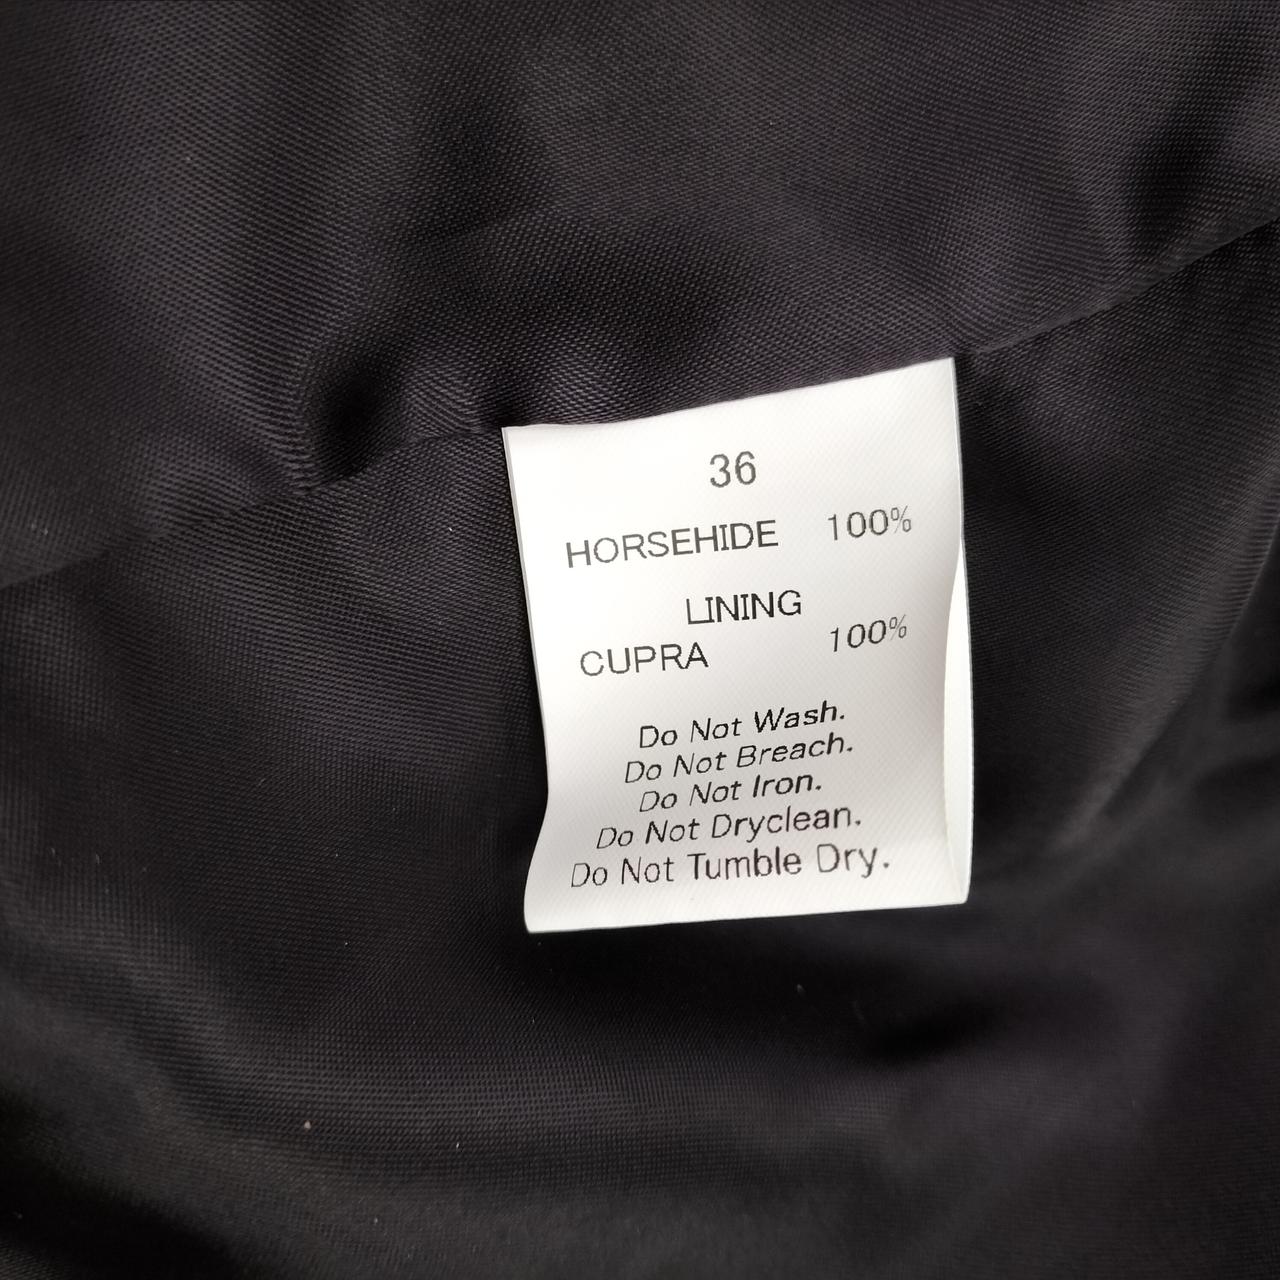 36
HORSEHIDE 100%
LINING
CUPRA 100%
Do Not Wash.
Do Not Breach.
Do Not Iron.
Do Not Dryclean.
Do Not Tumble Dry.